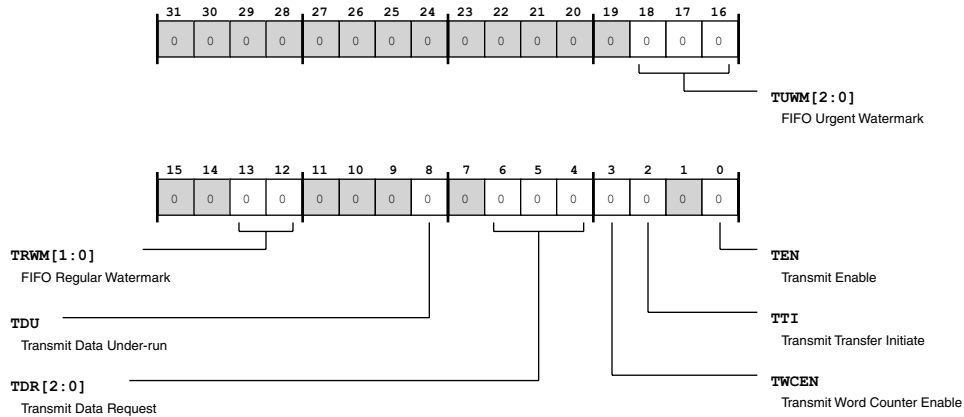 31 30 29 28 27 26 25 24 23 22 21 20 19 18 17 16
0 0 0 0 0 0 0 0 0 0 0 0 0 0 0 0
TUWM[2:0]
FIFO Urgent Watermark
15 14 13 12 11 10 9 8 7 6 5 4 3 2 1 0
0 0 0 0 0 0 0 0 0 0 0 0 0 0 0 0
TRWM[1:0]
FIFO Regular Watermark
TEN
Transmit Enable
TDU
Transmit Data Under-run
TTI
Transmit Transfer Initiate
TDR[2:0]
Transmit Data Request
TWCEN
Transmit Word Counter Enable